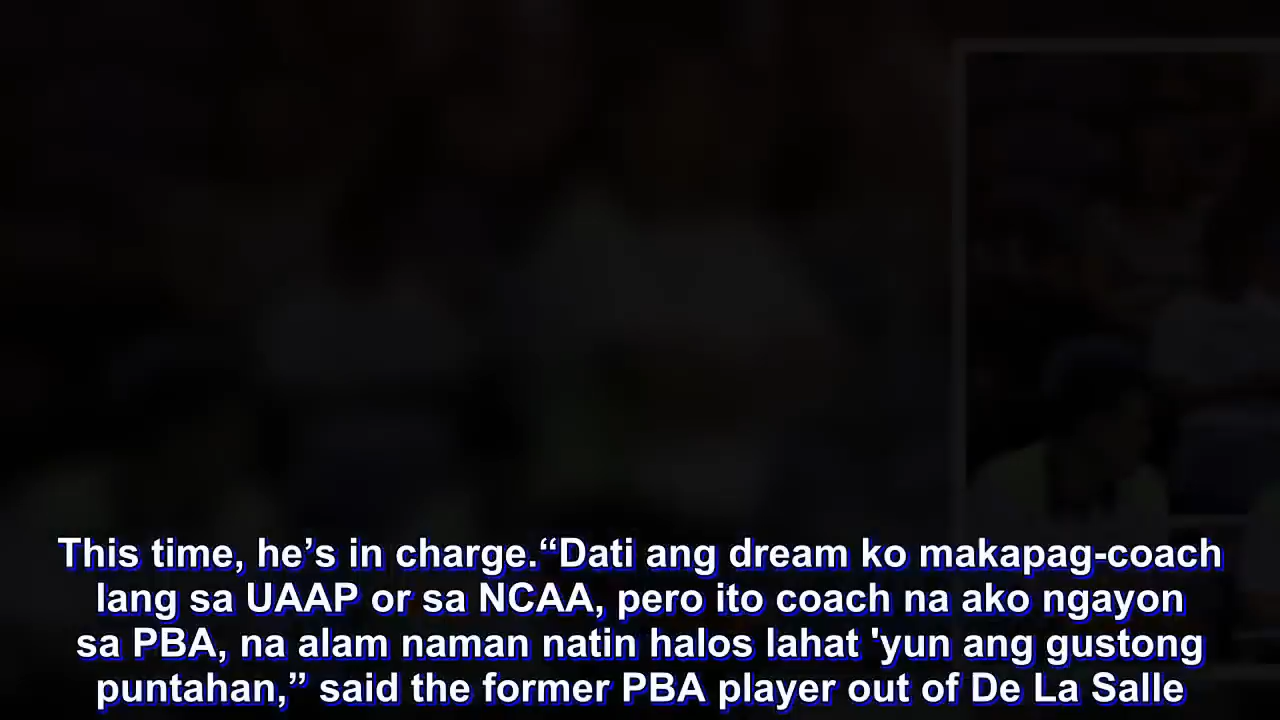 This time, he’s in charge.“Dati ang dream ko makapag-coach
lang sa UAAP or sa NCAA, pero ito coach na ako ngayon
sa PBA, na alam naman natin halos lahat 'yun ang gustong
puntahan,” said the former PBA player out of De La Salle